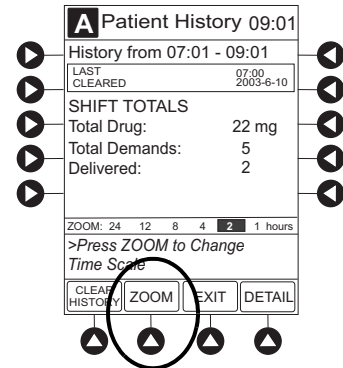 A Patient History 09:01
History from 07:01 - 09:01
LAST CLEARED 07:00 2003-6-10
SHIFT TOTALS
Total Drug: 22 mg
Total Demands: 5
Delivered: 2
ZOOM: 24 12 8 4 2 1 hours
>Press ZOOM to Change
Time Scale
CLEAR HISTORY ZOOM EXIT DETAIL